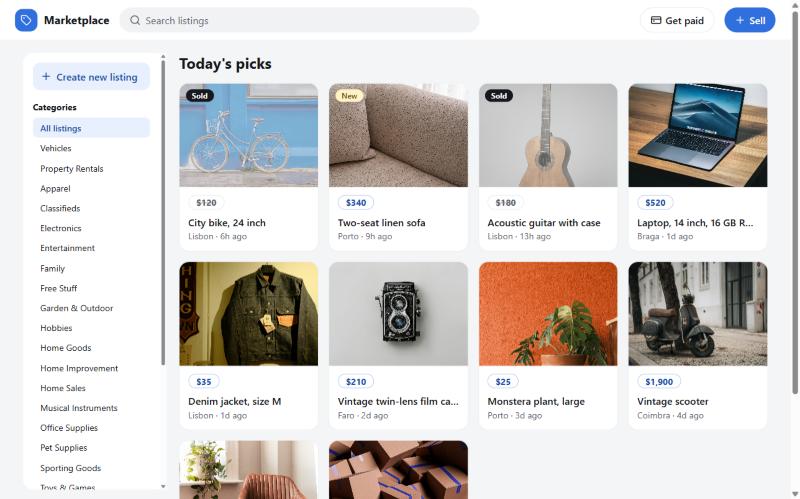 Marketplace
Search listings
Get paid
+ Sell
+ Create new listing
Categories
All listings
Vehicles
Property Rentals
Apparel
Classifieds
Electronics
Entertainment
Family
Free Stuff
Garden & Outdoor
Hobbies
Home Goods
Home Improvement
Home Sales
Musical Instruments
Office Supplies
Pet Supplies
Sporting Goods
Toys & Games
Today's picks
Sold
$120
City bike, 24 inch
Lisbon · 6h ago
New
$340
Two-seat linen sofa
Porto · 9h ago
Sold
$180
Acoustic guitar with case
Lisbon · 13h ago
$520
Laptop, 14 inch, 16 GB R...
Braga · 1d ago
HING
$35
Denim jacket, size M
Lisbon · 1d ago
$210
Vintage twin-lens film ca...
Faro · 2d ago
$25
Monstera plant, large
Porto · 3d ago
$1,900
Vintage scooter
Coimbra · 4d ago